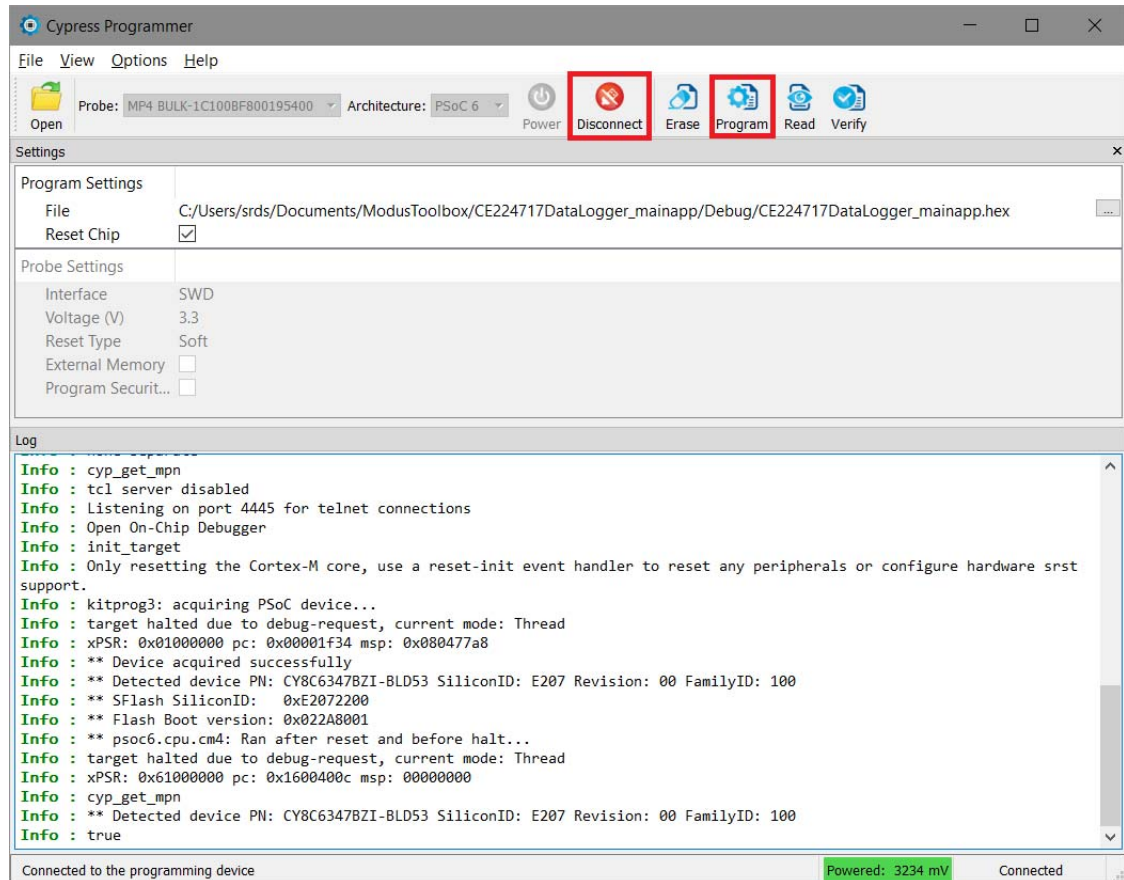 Cypress Programmer
File View Options Help
Open
Probe: MP4 BULK-1C100BF800195400 Architecture: PSoC 6
Power Disconnect Erase Program Read Verify
Settings
Program Settings
File C:/Users/srds/Documents/ModusToolbox/CE224717DataLogger_mainapp/Debug/CE224717DataLogger_mainapp.hex ...
Reset Chip
Probe Settings
Interface SWD
Voltage (V) 3.3
Reset Type Soft
External Memory
Program Securit...
Log
Info : cyp_get_mpn
Info : tcl server disabled
Info : Listening on port 4445 for telnet connections
Info : Open On-Chip Debugger
Info : init_target
Info : Only resetting the Cortex-M core, use a reset-init event handler to reset any peripherals or configure hardware srst
support.
Info : kitprog3: acquiring PSoC device...
Info : target halted due to debug-request, current mode: Thread
Info : xPSR: 0x01000000 pc: 0x00001f34 msp: 0x080477a8
Info : ** Device acquired successfully
Info : ** Detected device PN: CY8C6347BZI-BLD53 SiliconID: E207 Revision: 00 FamilyID: 100
Info : ** SFlash SiliconID: 0xE2072200
Info : ** Flash Boot version: 0x022A8001
Info : ** psoc6.cpu.cm4: Ran after reset and before halt...
Info : target halted due to debug-request, current mode: Thread
Info : xPSR: 0x61000000 pc: 0x1600400c msp: 00000000
Info : cyp_get_mpn
Info : ** Detected device PN: CY8C6347BZI-BLD53 SiliconID: E207 Revision: 00 FamilyID: 100
Info : true
Connected to the programming device Powered: 3234 mV Connected